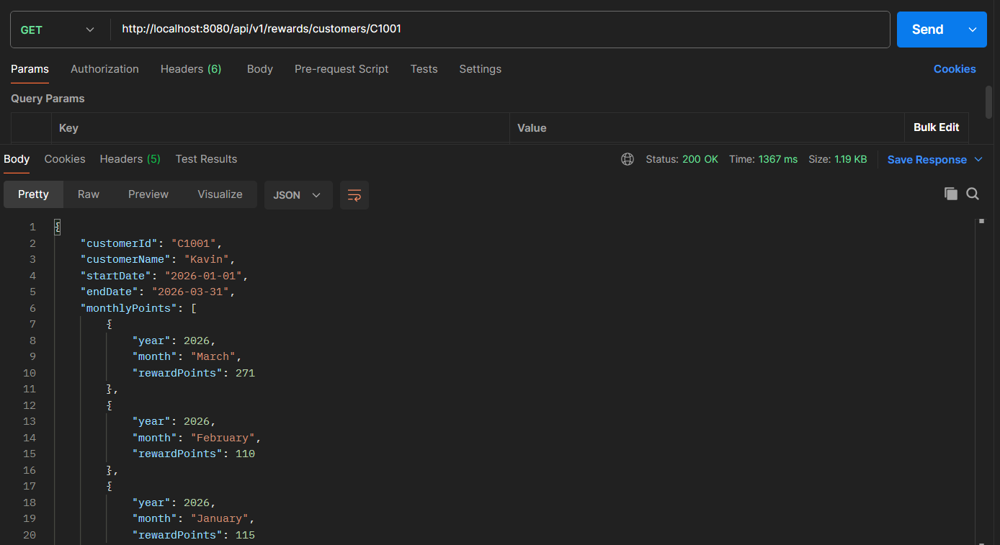 GET http://localhost:8080/api/v1/rewards/customers/C1001 Send
Params Authorization Headers (6) Body Pre-request Script Tests Settings Cookies
Query Params
Key Value Bulk Edit
Body Cookies Headers (5) Test Results Status: 200 OK Time: 1367 ms Size: 1.19 KB Save Response
Pretty Raw Preview Visualize JSON
1 {
2 "customerId": "C1001",
3 "customerName": "Kavin",
4 "startDate": "2026-01-01",
5 "endDate": "2026-03-31",
6 "monthlyPoints": [
7 {
8 "year": 2026,
9 "month": "March",
10 "rewardPoints": 271
11 },
12 {
13 "year": 2026,
14 "month": "February",
15 "rewardPoints": 110
16 },
17 {
18 "year": 2026,
19 "month": "January",
20 "rewardPoints": 115